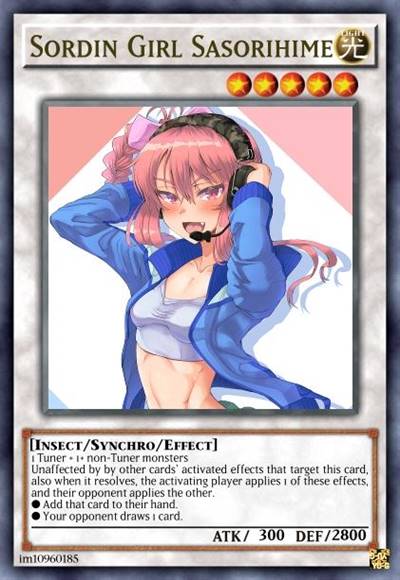 SORDIN GIRL SASORIHIME
LIGHT
光
[INSECT/SYNCHRO/EFFECT]
1 Tuner + 1+ non-Tuner monsters
Unaffected by by other cards' activated effects that target this card,
also when it resolves, the activating player applies 1 of these effects,
and their opponent applies the other.
● Add that card to their hand.
● Your opponent draws 1 card.
ATK/ 300 DEF/2800
im10960185